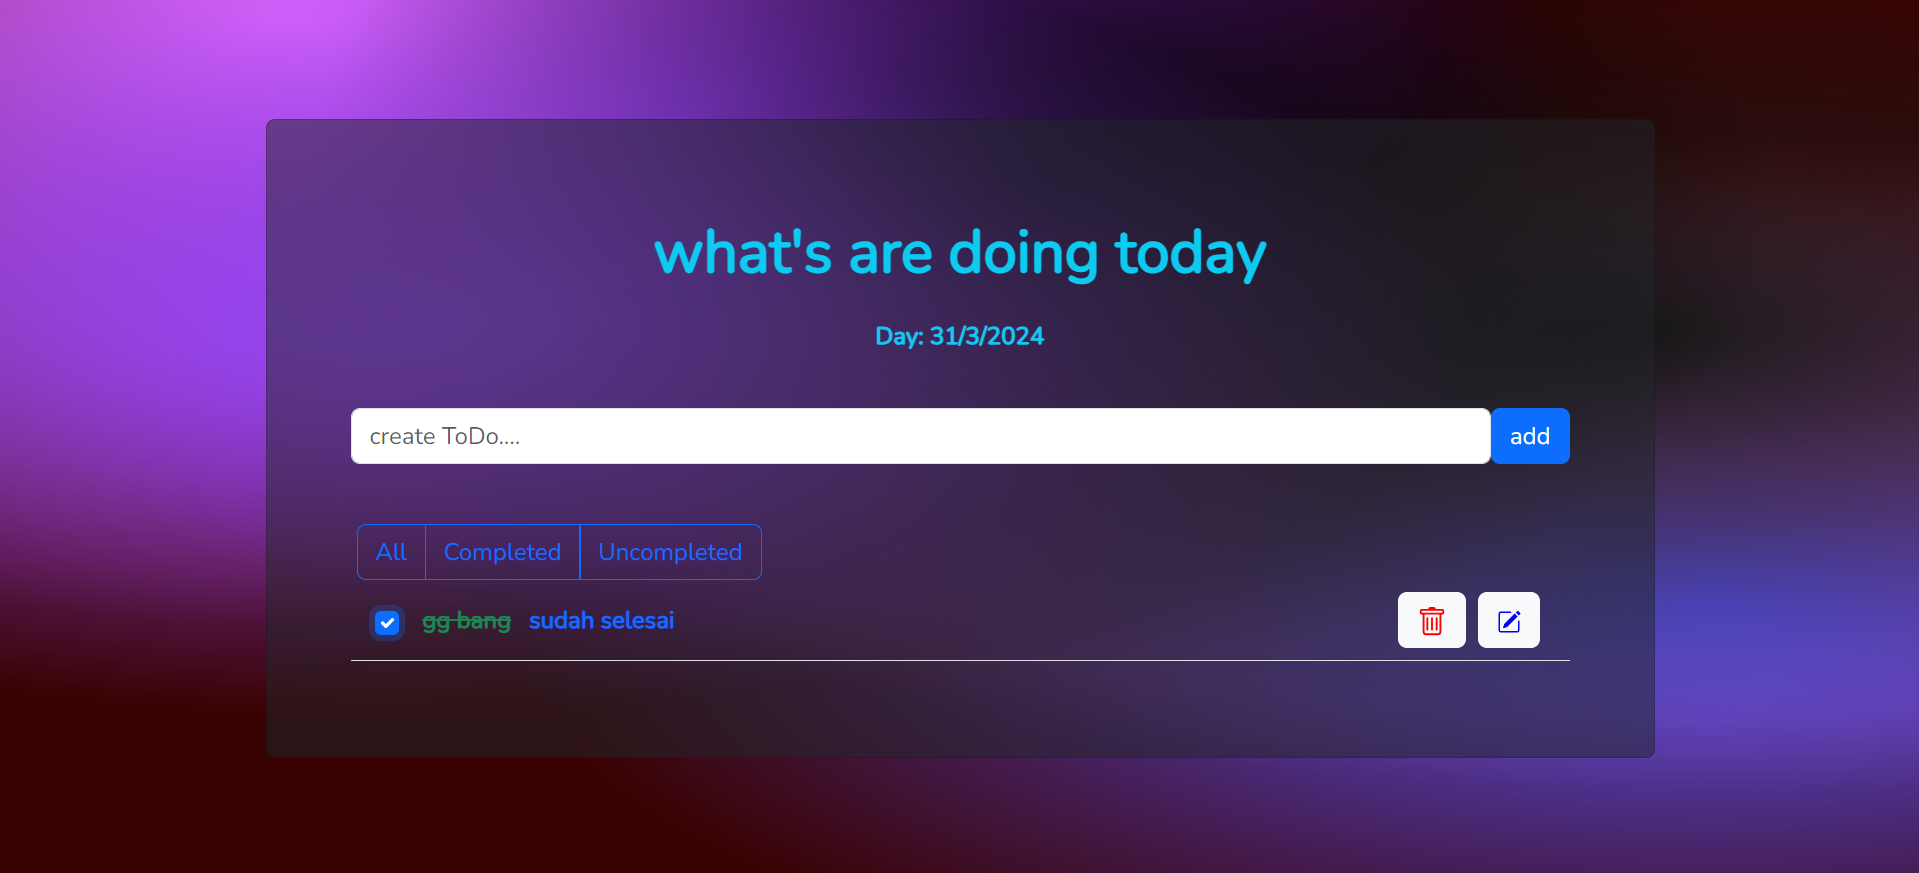 what's are doing today
Day: 31/3/2024
create ToDo.... add
All Completed Uncompleted
gg bang sudah selesai